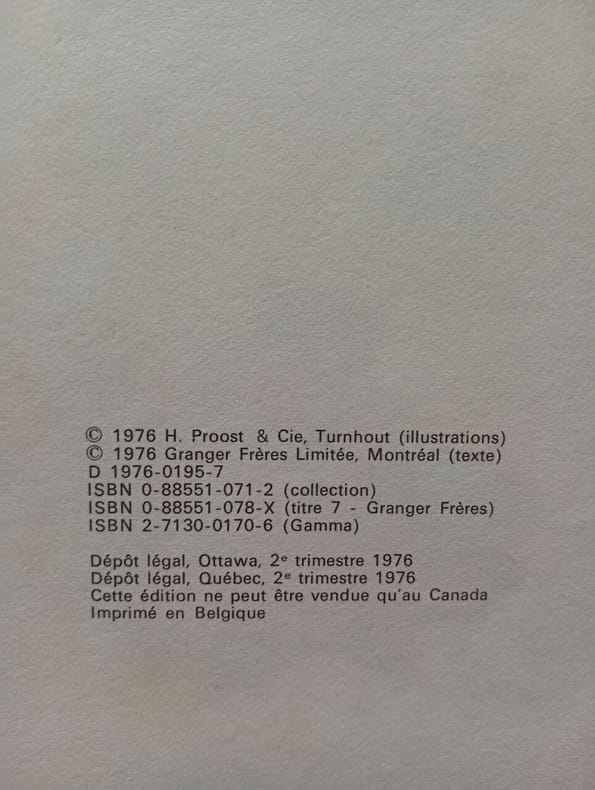 © 1976 H. Proost & Cie, Turnhout (illustrations)
© 1976 Granger Frères Limitée, Montréal (texte)
D 1976-0195-7
ISBN 0-88551-071-2 (collection)
ISBN 0-88551-078-X (titre 7 - Granger Frères)
ISBN 2-7130-0170-6 (Gamma)
Dépôt légal, Ottawa, 2e trimestre 1976
Dépôt légal, Québec, 2e trimestre 1976
Cette édition ne peut être vendue qu'au Canada
Imprimé en Belgique